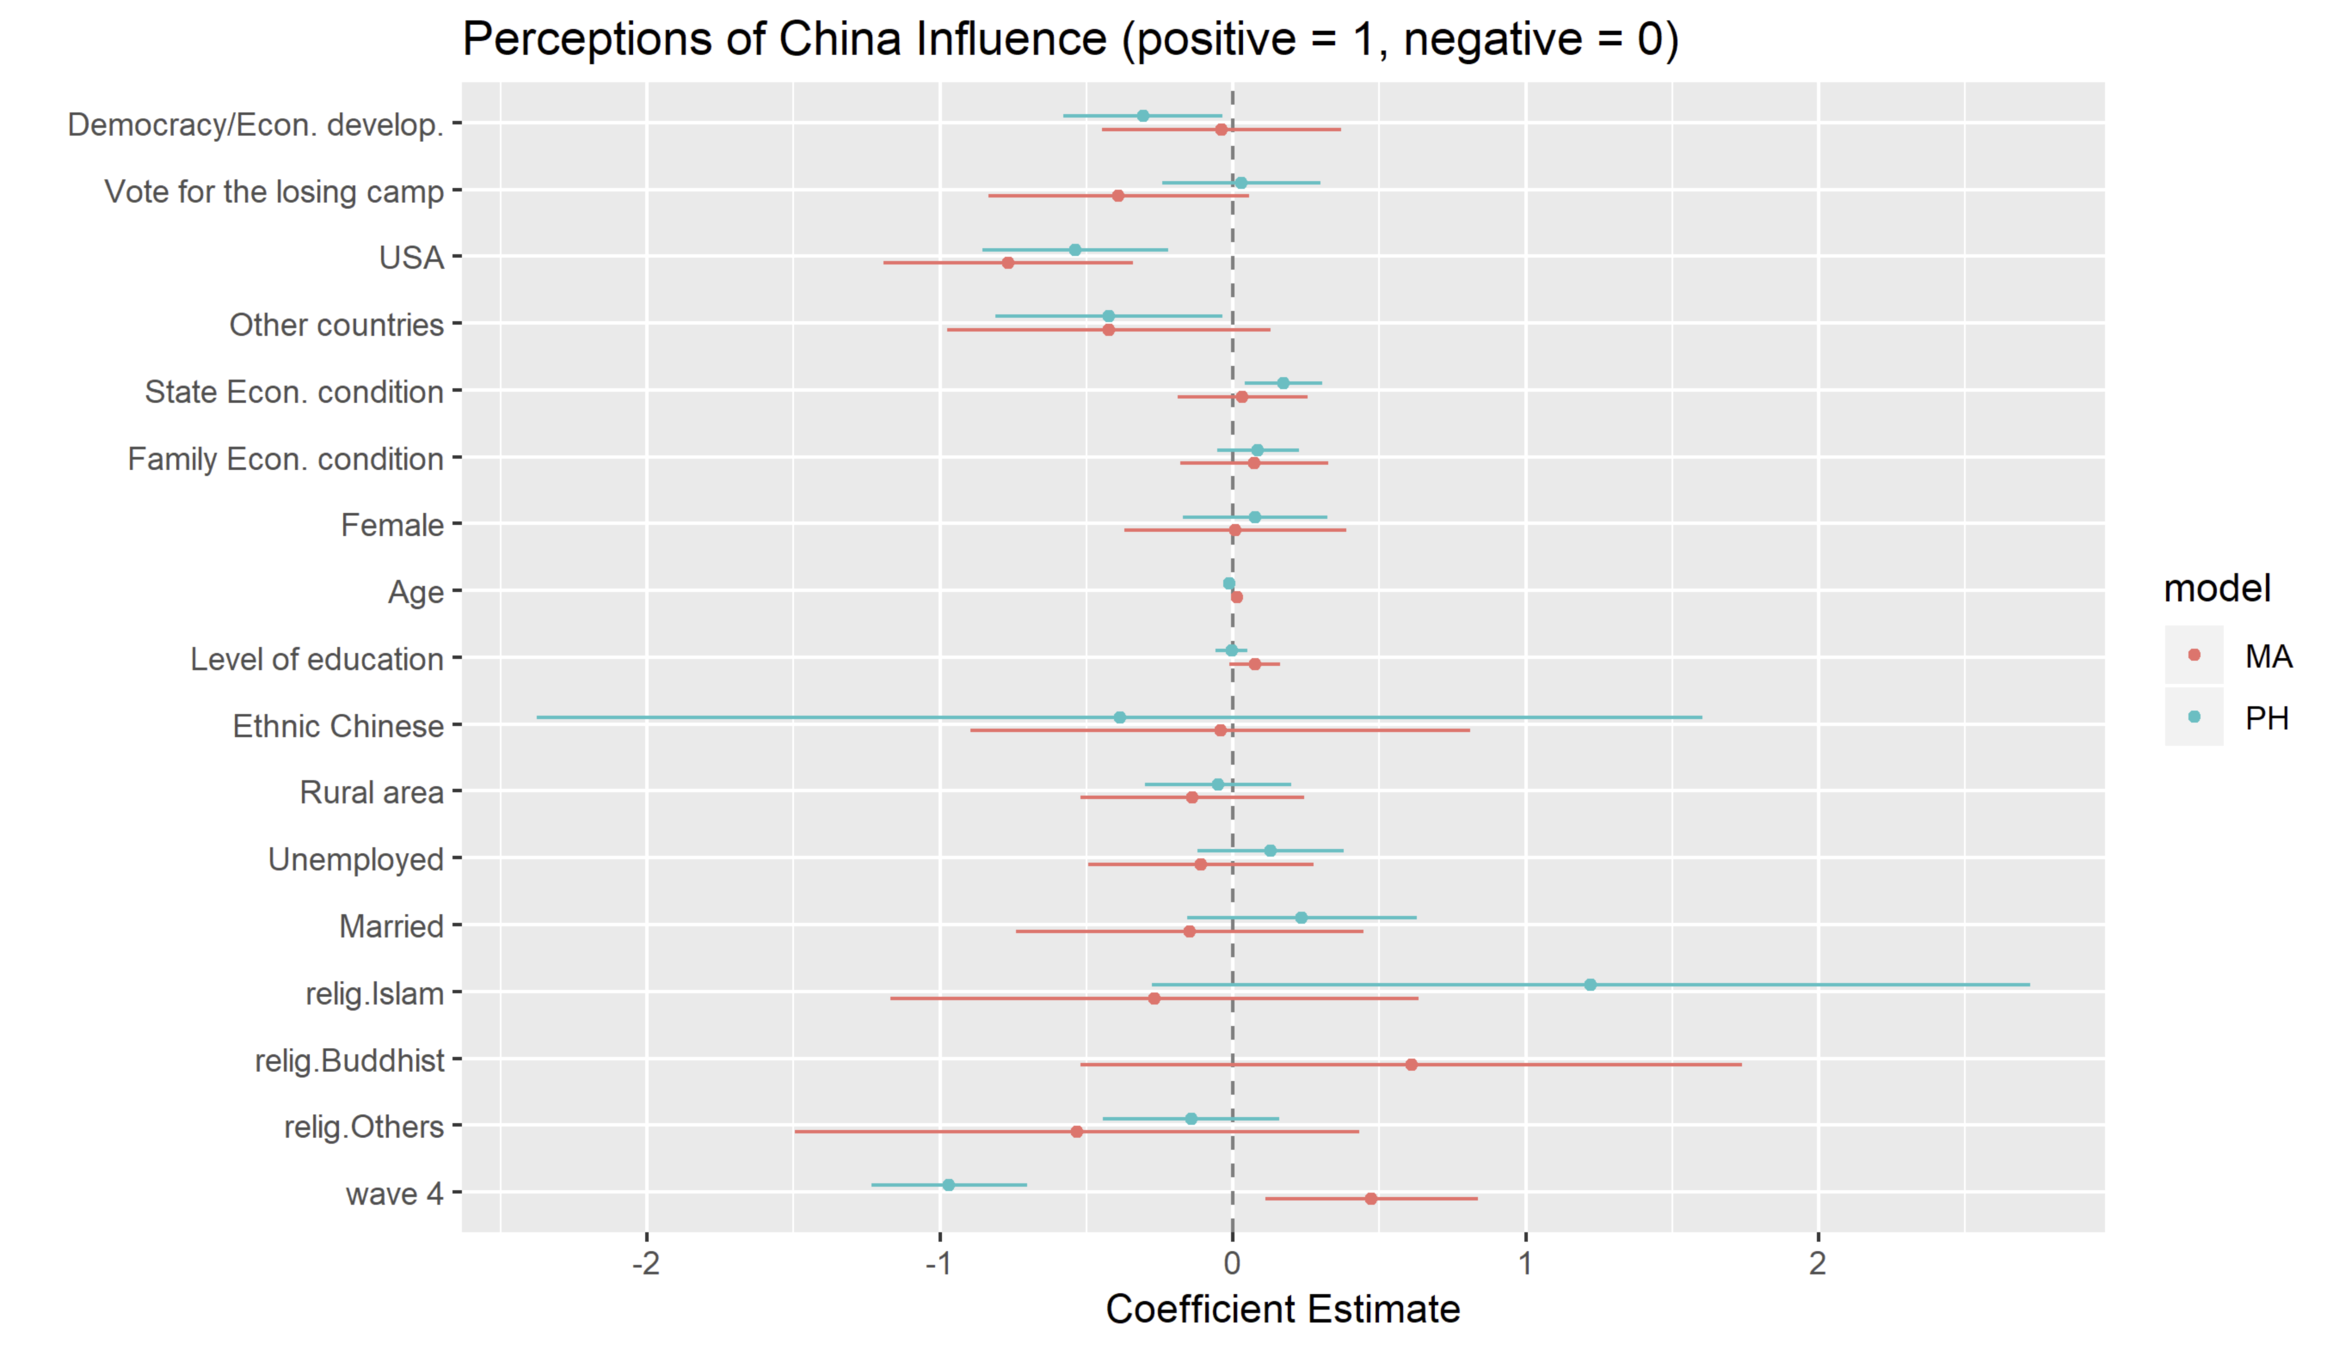 Perceptions of China Influence (positive = 1, negative = 0)
Democracy/Econ. develop.
Vote for the losing camp
USA
Other countries
State Econ. condition
Family Econ. condition
Female
Age
Level of education
Ethnic Chinese
Rural area
Unemployed
Married
relig.Islam
relig.Buddhist
relig.Others
wave 4
-2 -1 0 1 2
Coefficient Estimate
model
MA
PH